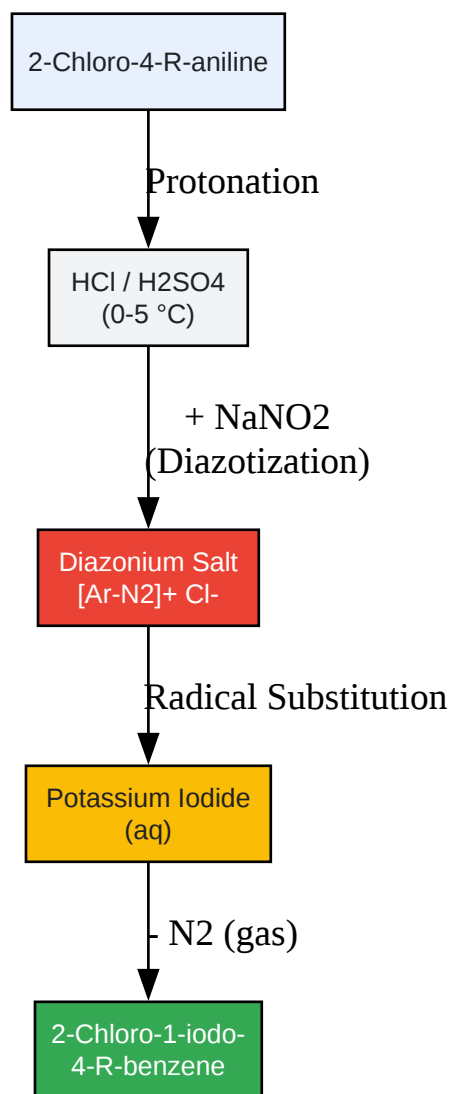 2-Chloro-4-R-aniline
Protonation
HCl / H2SO4
(0-5 °C)
+ NaNO2
(Diazotization)
Diazonium Salt
[Ar-N2]+ Cl-
Radical Substitution
Potassium Iodide
(aq)
- N2 (gas)
2-Chloro-1-iodo-
4-R-benzene